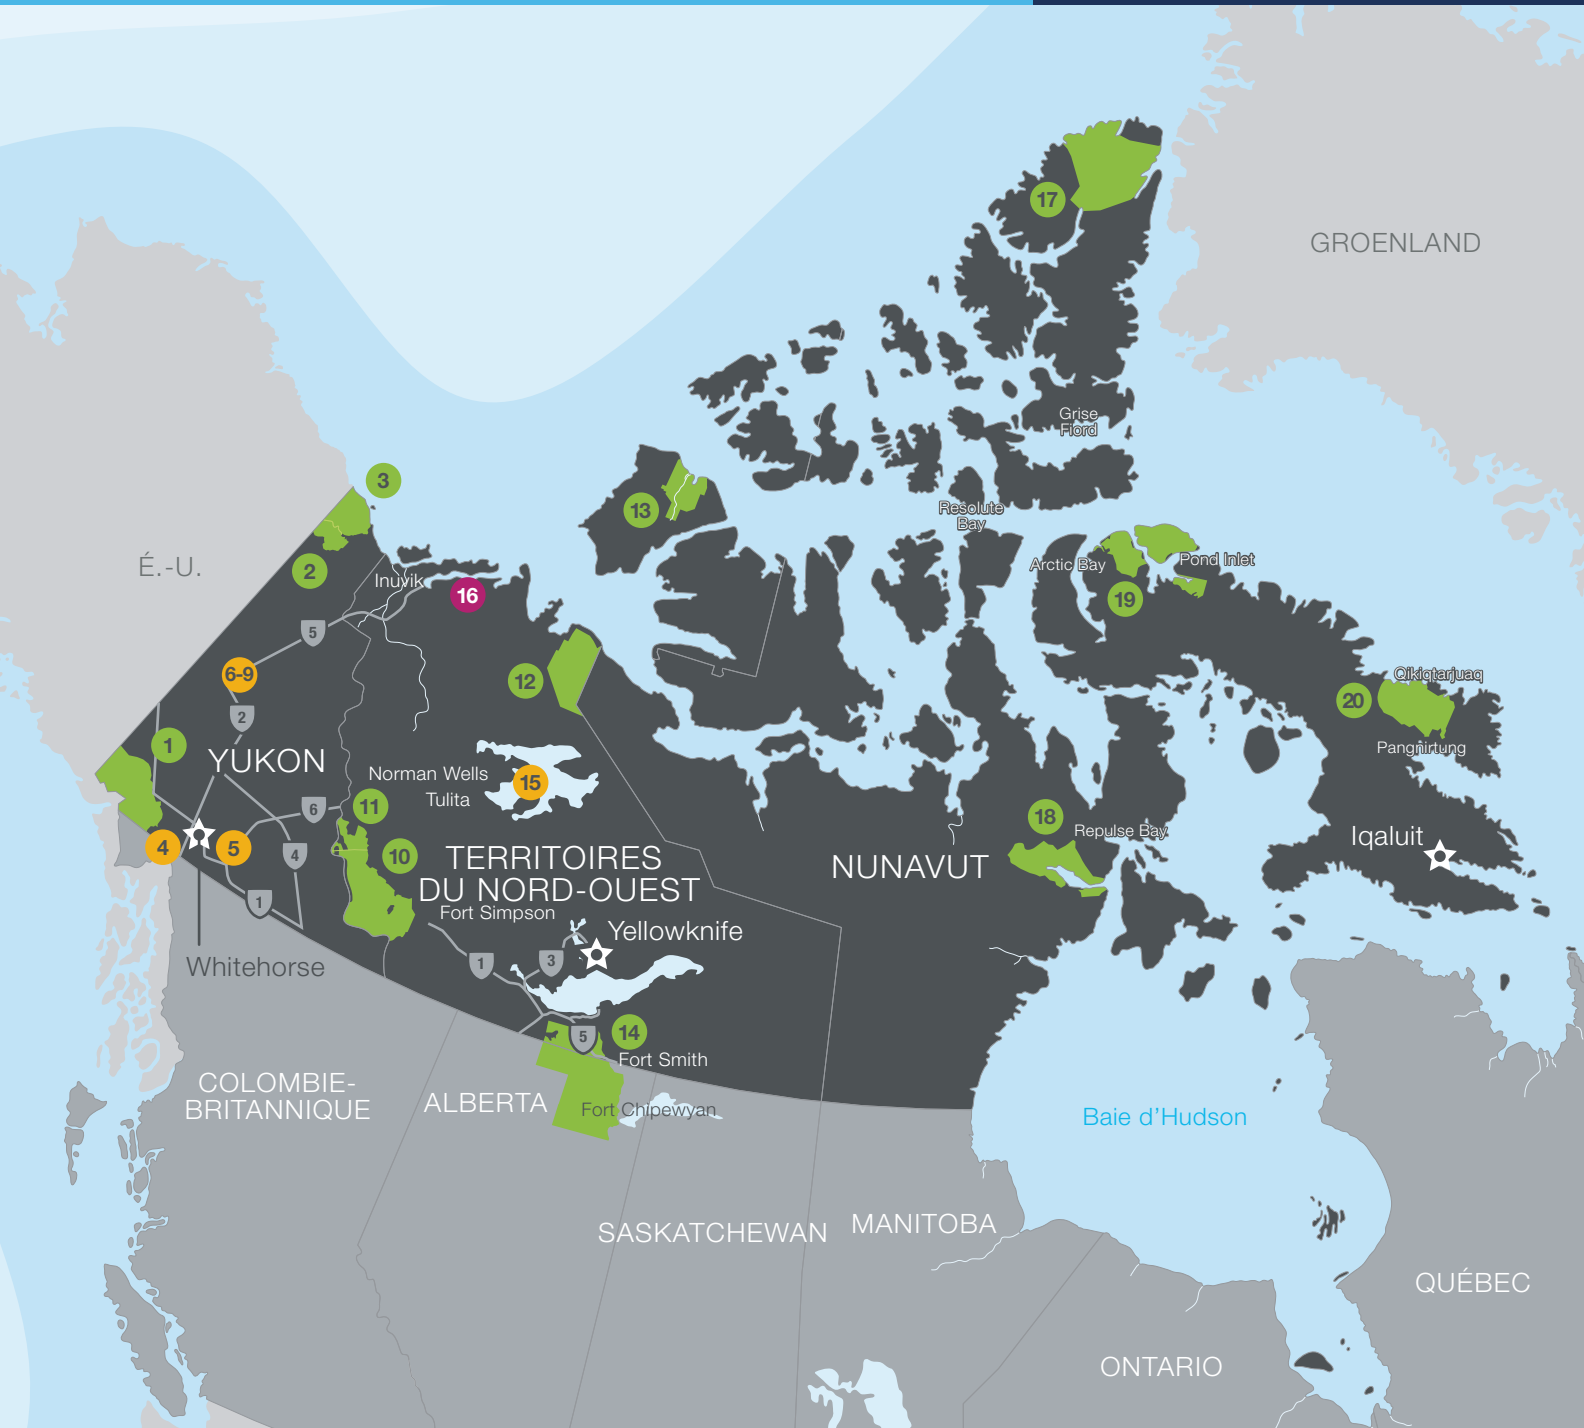 17
GROENLAND
Grise
Fiord
3
13
Resolute
Bay
É.-U.
2
Inuvik
16
Arctic Bay
Pond Inlet
19
5
6-9
12
2
Qikiqtarjuaq
20
Pangnirtung
1
YUKON
Norman Wells
Tulita
15
11
6
18
Repulse Bay
Iqaluit
4
5
4
10
TERRITOIRES
DU NORD-OUEST
NUNAVUT
1
Fort Simpson
Yellowknife
Whitehorse
1
3
5
14
Fort Smith
COLOMBIE-
BRITANNIQUE
ALBERTA
Fort Chipewyan
Baie d'Hudson
SASKATCHEWAN
MANITOBA
QUÉBEC
ONTARIO